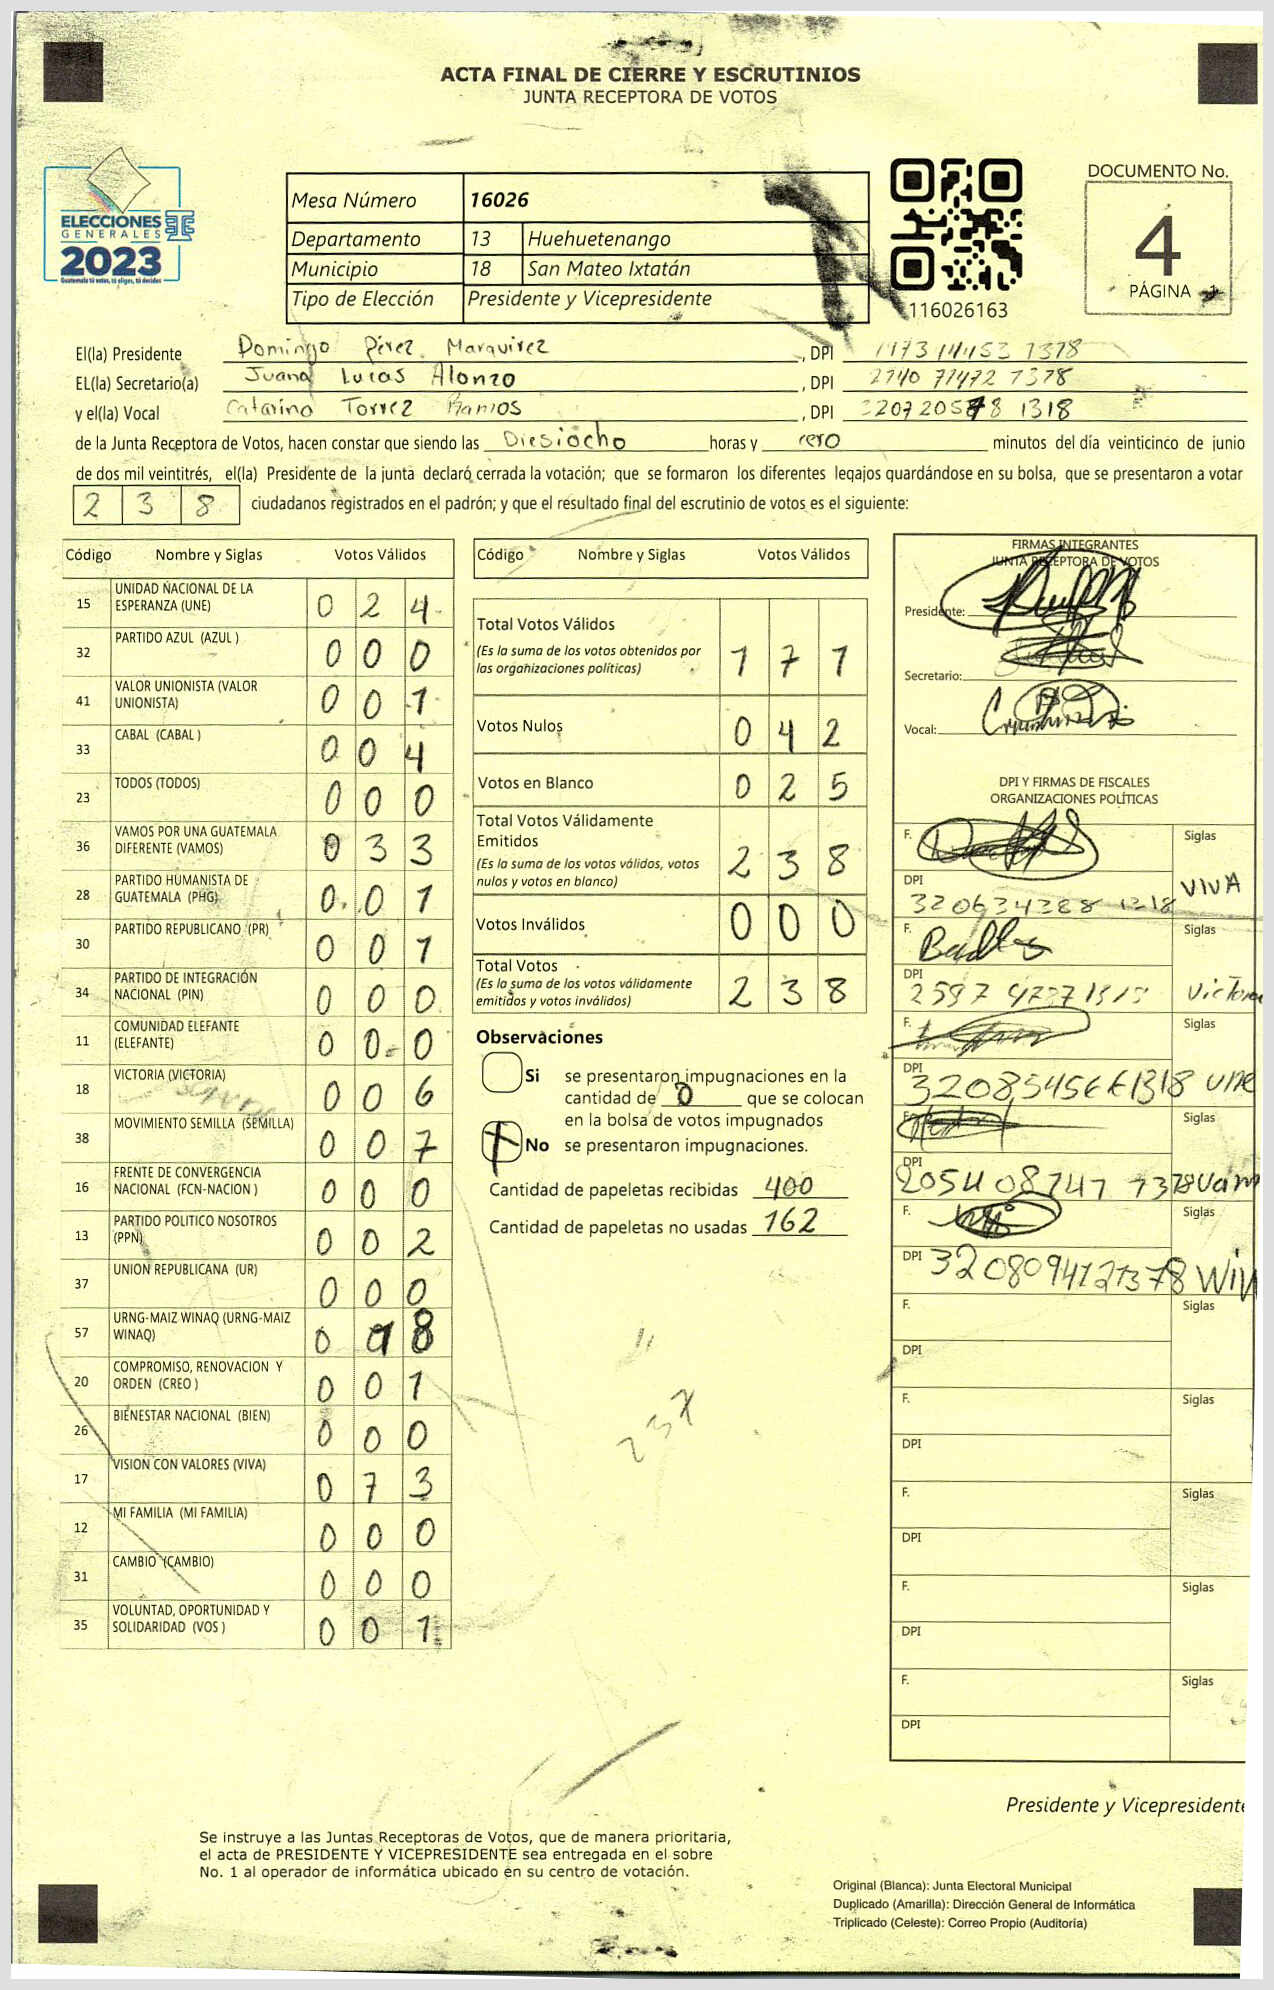 ACTA FINAL DE CIERRE Y ESCRUTINIOS
JUNTA RECEPTORA DE VOTOS
ELECCIONES
GENERALES
2023
Guatemala tú votas, tú eliges, tú decides
Mesa Número 16026
Departamento 13 Huehuetenango
Municipio 18 San Mateo Ixtatán
Tipo de Elección Presidente y Vicepresidente
116026163
DOCUMENTO No.
4
PÁGINA 1
El(la) Presidente Domingo Pérez Marquirez, DPI
EL(la) Secretario(a) Juana Lucas Alonzo, DPI
y el(la) Vocal Catarino Torrez Ramos, DPI
de la Junta Receptora de Votos, hacen constar que siendo las Diesiocho horas y cero minutos del día veinticinco de junio
de dos mil veintitrés, el(la) Presidente de la junta declaró cerrada la votación; que se formaron los diferentes legajos guardándose en su bolsa, que se presentaron a votar
2 3 8 ciudadanos registrados en el padrón; y que el resultado final del escrutinio de votos es el siguiente:
Código Nombre y Siglas Votos Válidos
15 UNIDAD NACIONAL DE LA ESPERANZA (UNE) 0 2 4
32 PARTIDO AZUL (AZUL ) 0 0 0
41 VALOR UNIONISTA (VALOR UNIONISTA) 0 0 1
33 CABAL (CABAL ) 0 0 4
23 TODOS (TODOS) 0 0 0
36 VAMOS POR UNA GUATEMALA DIFERENTE (VAMOS) 0 3 3
28 PARTIDO HUMANISTA DE GUATEMALA (PHG) 0 0 1
30 PARTIDO REPUBLICANO (PR) 0 0 1
34 PARTIDO DE INTEGRACIÓN NACIONAL (PIN) 0 0 0
11 COMUNIDAD ELEFANTE (ELEFANTE) 0 0 0
18 VICTORIA (VICTORIA) 0 0 6
38 MOVIMIENTO SEMILLA (SEMILLA) 0 0 7
16 FRENTE DE CONVERGENCIA NACIONAL (FCN-NACION ) 0 0 0
13 PARTIDO POLITICO NOSOTROS (PPN) 0 0 2
37 UNION REPUBLICANA (UR) 0 0 0
57 URNG-MAIZ WINAQ (URNG-MAIZ WINAQ) 0 1 8
20 COMPROMISO, RENOVACION Y ORDEN (CREO ) 0 0 1
26 BIENESTAR NACIONAL (BIEN) 0 0 0
17 VISION CON VALORES (VIVA) 0 7 3
12 MI FAMILIA (MI FAMILIA) 0 0 0
31 CAMBIO (CAMBIO) 0 0 0
35 VOLUNTAD, OPORTUNIDAD Y SOLIDARIDAD (VOS ) 0 0 1
Código Nombre y Siglas Votos Válidos
Total Votos Válidos
(Es la suma de los votos obtenidos por
las organizaciones políticas) 1 7 1
Votos Nulos 0 4 2
Votos en Blanco 0 2 5
Total Votos Válidamente
Emitidos
(Es la suma de los votos válidos, votos
nulos y votos en blanco) 2 3 8
Votos Inválidos 0 0 0
Total Votos
(Es la suma de los votos válidamente
emitidos y votos inválidos) 2 3 8
Observaciones
Si se presentaron impugnaciones en la
cantidad de 0 que se colocan
en la bolsa de votos impugnados
No se presentaron impugnaciones.
Cantidad de papeletas recibidas 400
Cantidad de papeletas no usadas 162
237
FIRMAS INTEGRANTES
JUNTA RECEPTORA DE VOTOS
Presidente:
Secretario:
Vocal:
DPI Y FIRMAS DE FISCALES
ORGANIZACIONES POLÍTICAS
F. Siglas
DPI VIVA
F. Siglas
DPI Victoria
F. Siglas
DPI une
F. Siglas
DPI
F. Siglas
DPI Win
F. Siglas
DPI
F. Siglas
DPI
F. Siglas
DPI
F. Siglas
DPI
F. Siglas
DPI
Presidente y Vicepresidente
Se instruye a las Juntas Receptoras de Votos, que de manera prioritaria,
el acta de PRESIDENTE Y VICEPRESIDENTE sea entregada en el sobre
No. 1 al operador de informática ubicado en su centro de votación.
Original (Blanca): Junta Electoral Municipal
Duplicado (Amarilla): Dirección General de Informática
Triplicado (Celeste): Correo Propio (Auditoría)